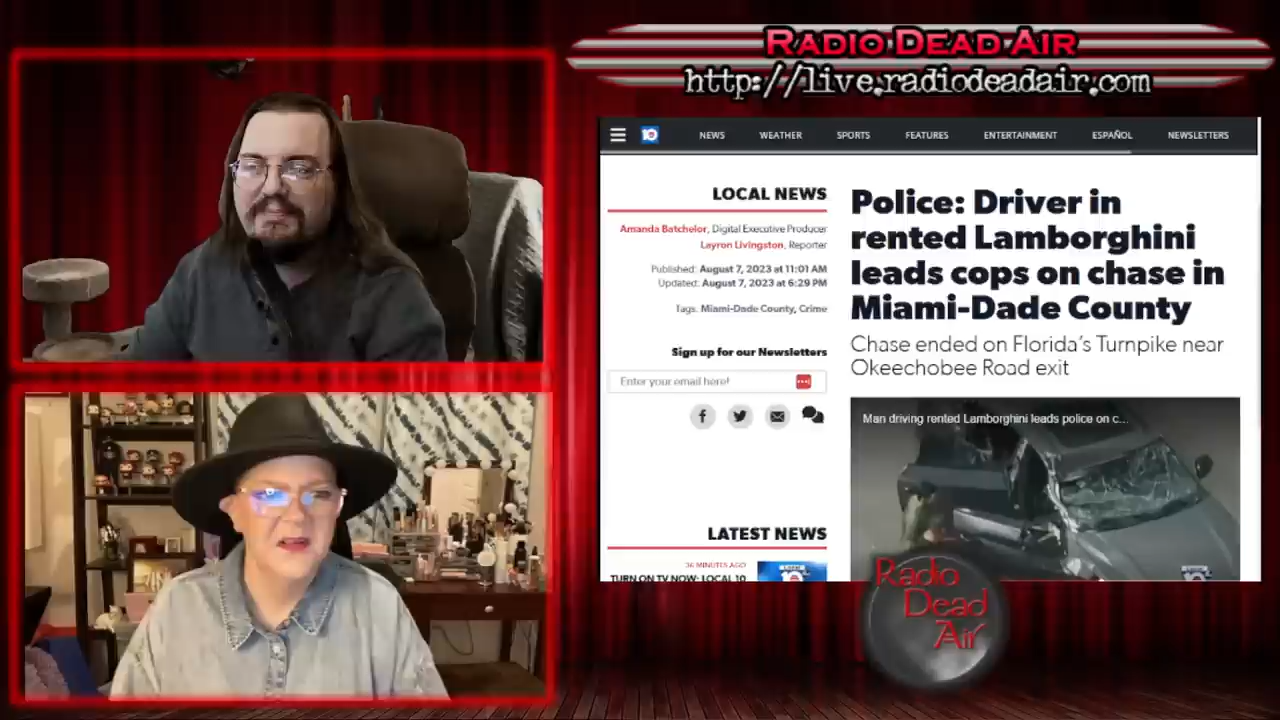 RADIO DEAD AIR
http://live.radiodeadair.com
10
NEWS
WEATHER
SPORTS
FEATURES
ENTERTAINMENT
ESPAÑOL
NEWSLETTERS
LOCAL NEWS
Amanda Batchelor, Digital Executive Producer
Layron Livingston, Reporter
Published: August 7, 2023 at 11:01 AM
Updated: August 7, 2023 at 6:29 PM
Tags: Miami-Dade County, Crime
Sign up for our Newsletters
Enter your email here!
LATEST NEWS
36 MINUTES AGO
TURN ON TV NOW: LOCAL 10
Police: Driver in
rented Lamborghini
leads cops on chase in
Miami-Dade County
Chase ended on Florida's Turnpike near
Okeechobee Road exit
Man driving rented Lamborghini leads police on c...
Radio
Dead
Air